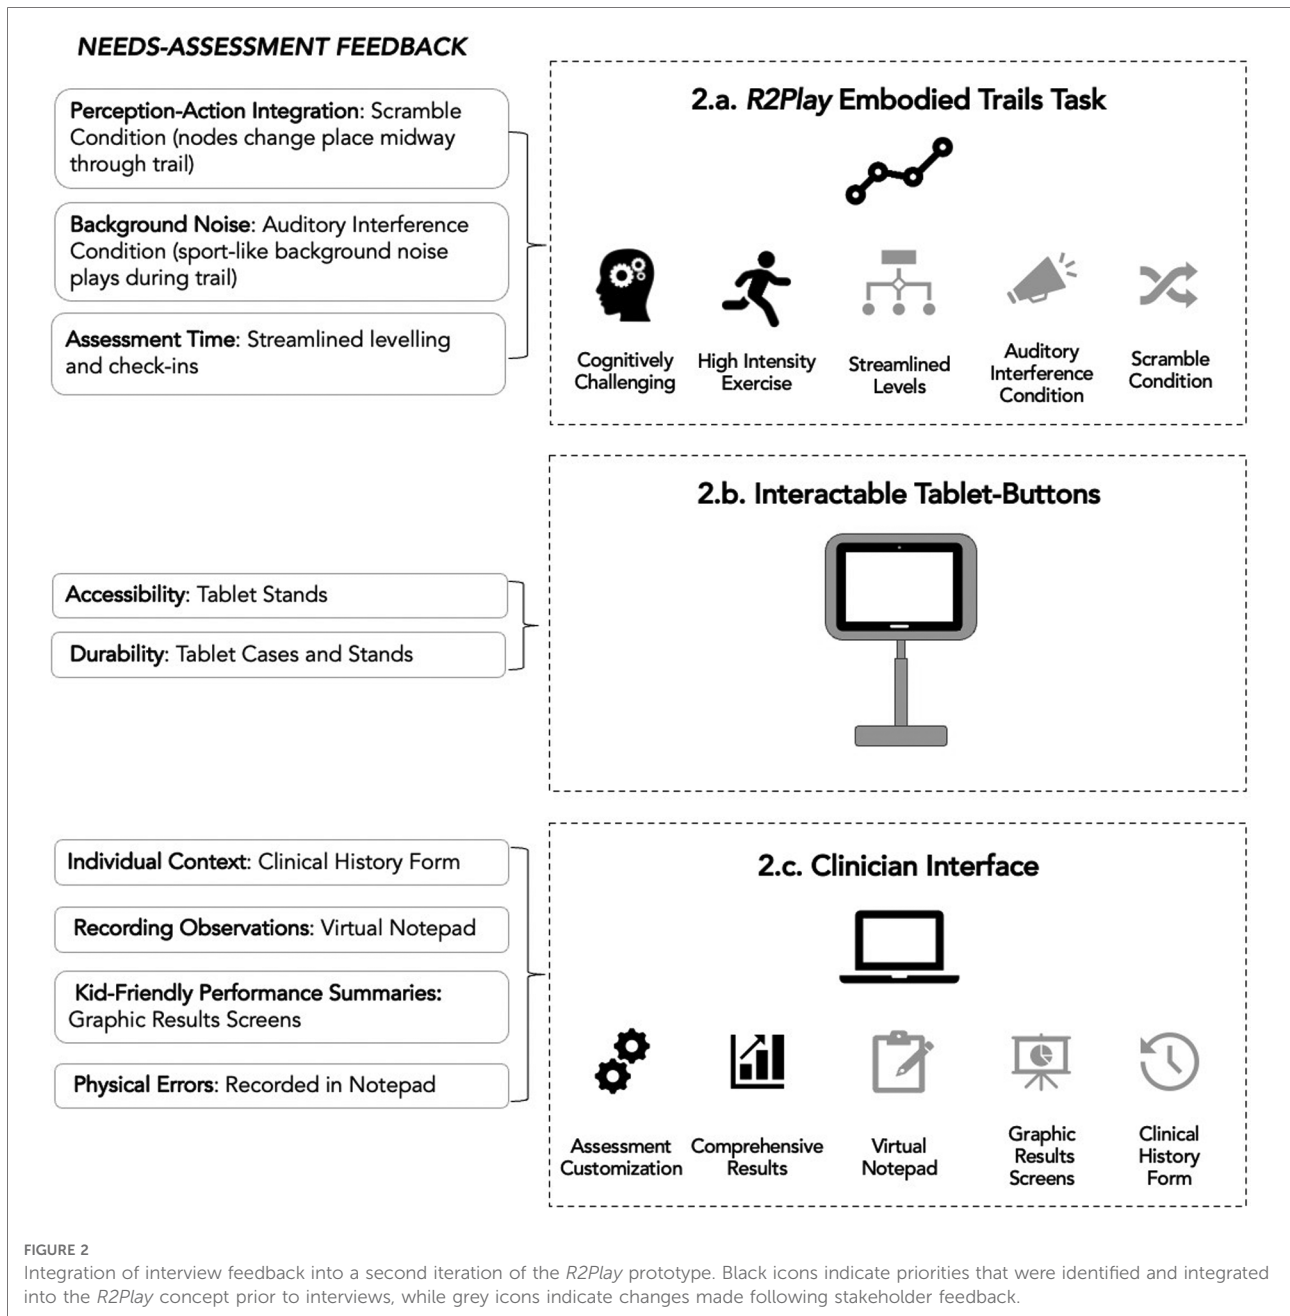 NEEDS-ASSESSMENT FEEDBACK
Perception-Action Integration: Scramble
Condition (nodes change place midway
through trail)
Background Noise: Auditory Interference
Condition (sport-like background noise
plays during trail)
Assessment Time: Streamlined levelling
and check-ins
2.a. R2Play Embodied Trails Task
Cognitively
Challenging
High Intensity
Exercise
Streamlined
Levels
Auditory
Interference
Condition
Scramble
Condition
Accessibility: Tablet Stands
Durability: Tablet Cases and Stands
2.b. Interactable Tablet-Buttons
Individual Context: Clinical History Form
Recording Observations: Virtual Notepad
Kid-Friendly Performance Summaries:
Graphic Results Screens
Physical Errors: Recorded in Notepad
2.c. Clinician Interface
Assessment
Customization
Comprehensive
Results
Virtual
Notepad
Graphic
Results
Screens
Clinical
History
Form
FIGURE 2
Integration of interview feedback into a second iteration of the R2Play prototype. Black icons indicate priorities that were identified and integrated
into the R2Play concept prior to interviews, while grey icons indicate changes made following stakeholder feedback.